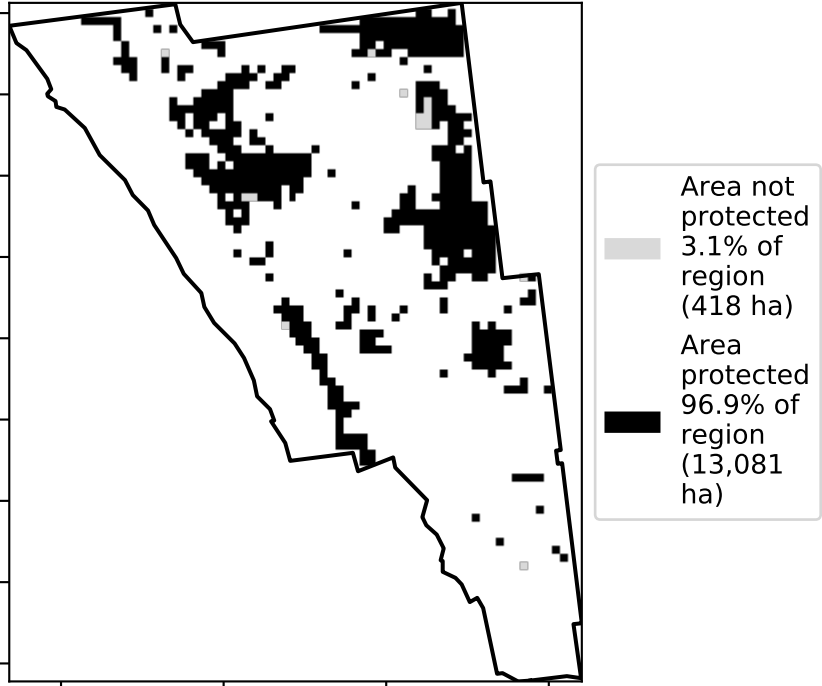 Area not
protected
3.1% of
region
(418 ha)
Area
protected
96.9% of
region
(13,081
ha)